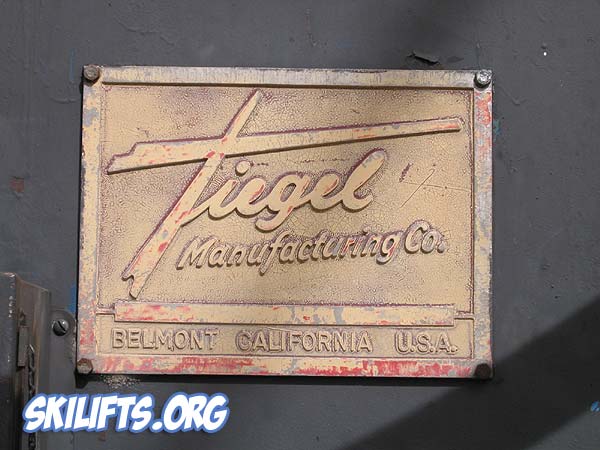 Tiegel
Manufacturing Co.
BELMONT CALIFORNIA U.S.A.
SKILIFTS.ORG